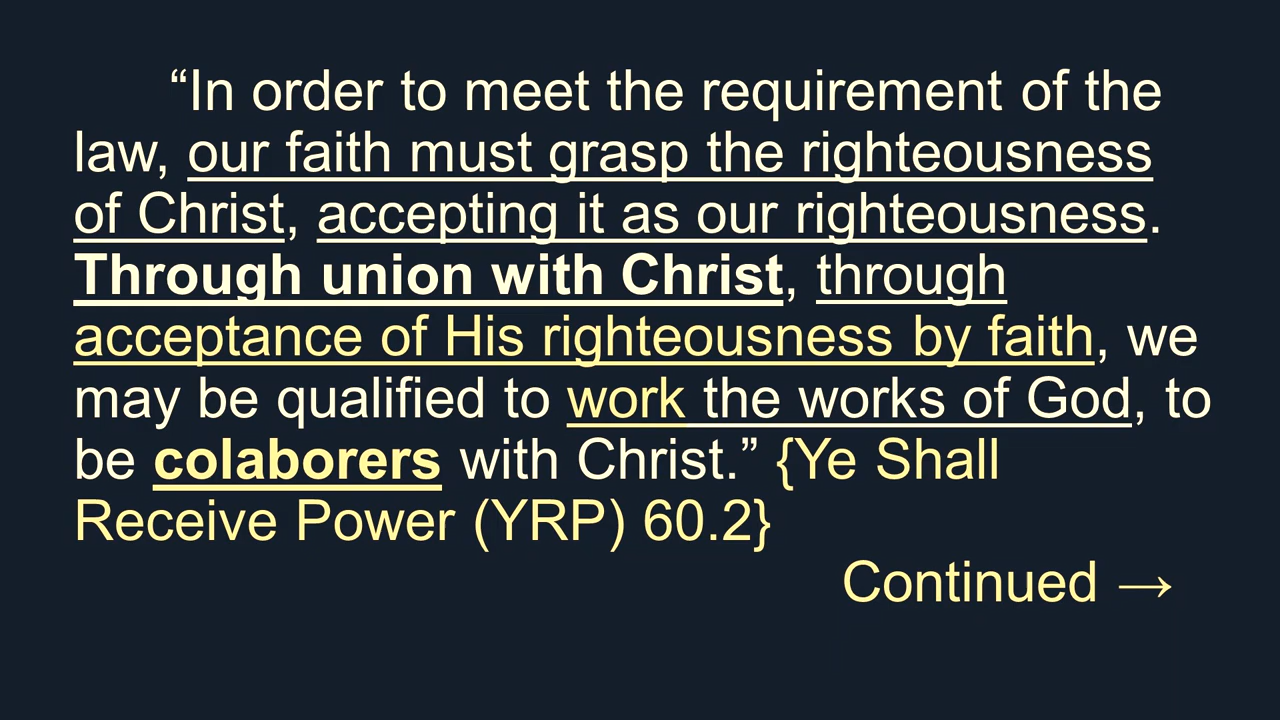 “In order to meet the requirement of the
law, our faith must grasp the righteousness
of Christ, accepting it as our righteousness.
Through union with Christ, through
acceptance of His righteousness by faith, we
may be qualified to work the works of God, to
be colaborers with Christ.” {Ye Shall
Receive Power (YRP) 60.2}
Continued →